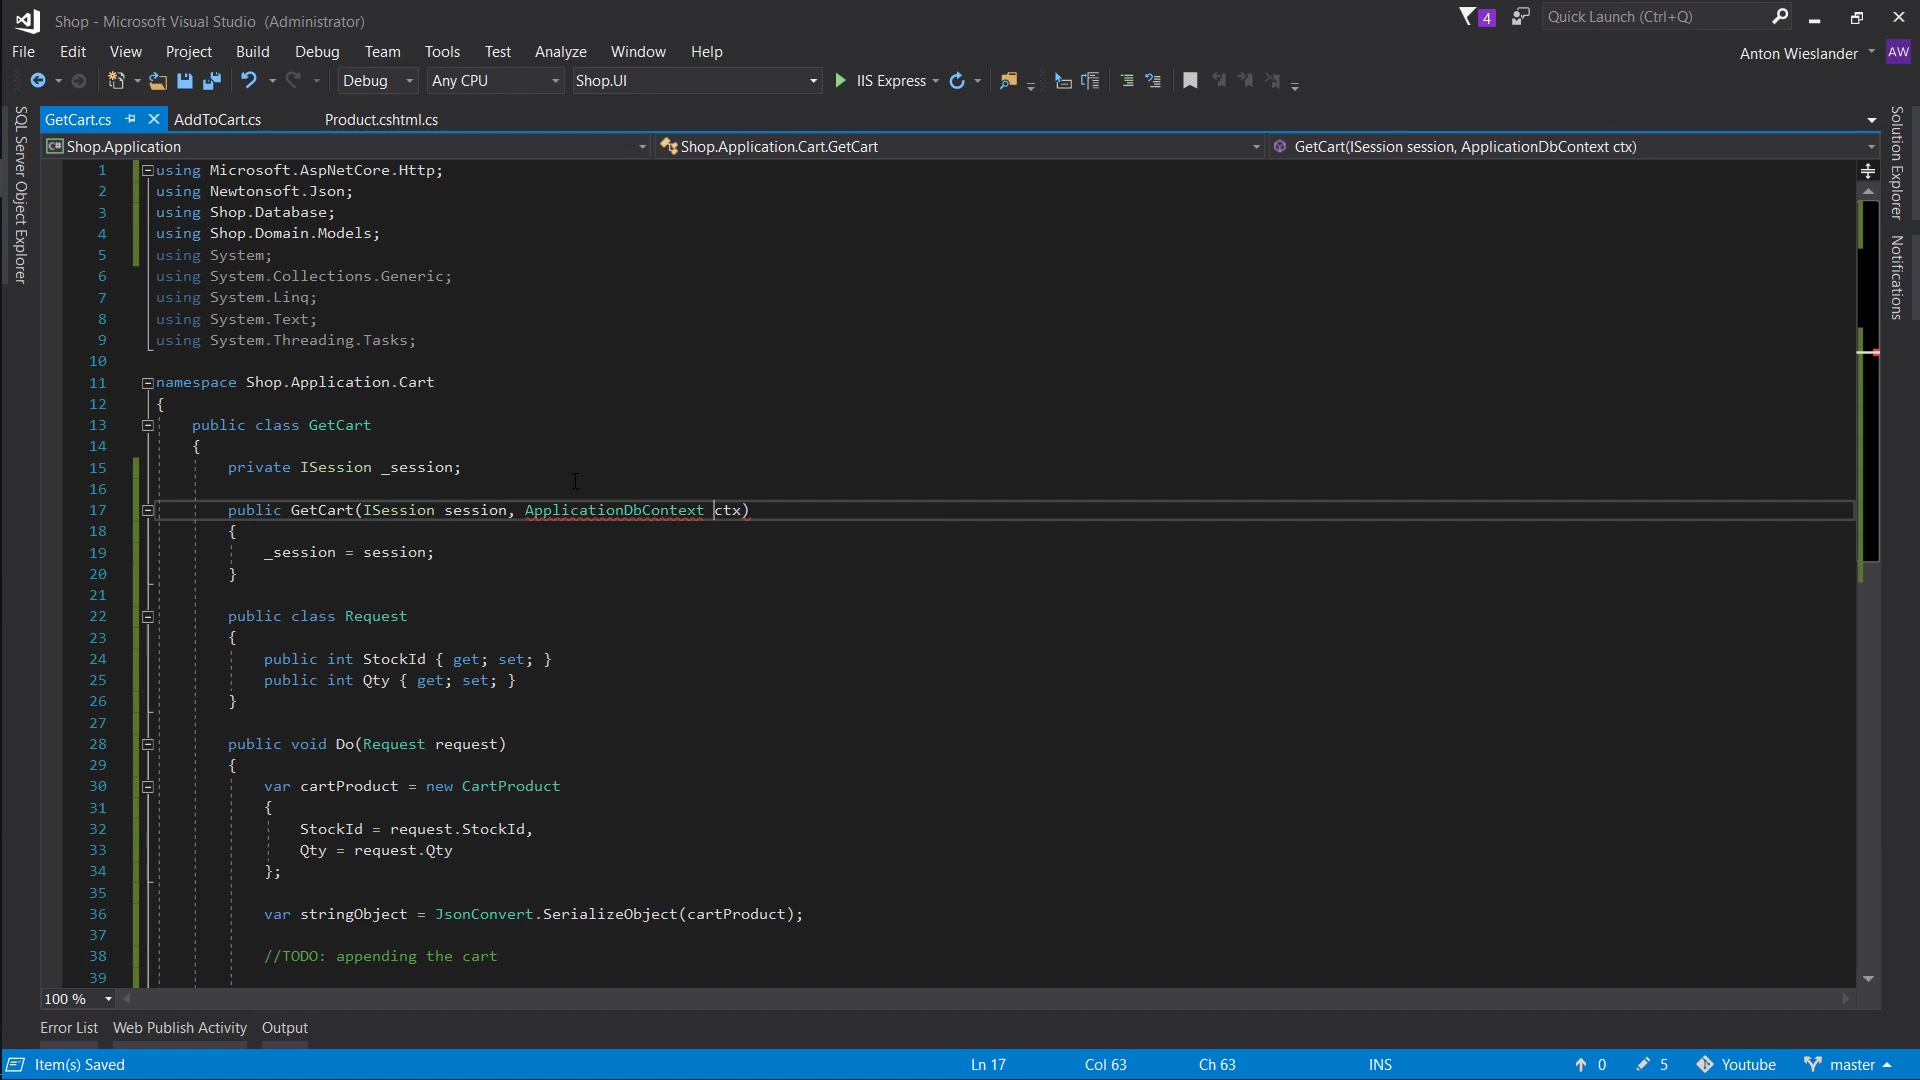 Shop - Microsoft Visual Studio (Administrator)
4
Quick Launch (Ctrl+Q)
File Edit View Project Build Debug Team Tools Test Analyze Window Help
Anton Wieslander AW
Debug Any CPU Shop.UI IIS Express
GetCart.cs AddToCart.cs Product.cshtml.cs
Shop.Application Shop.Application.Cart.GetCart GetCart(ISession session, ApplicationDbContext ctx)
SQL Server Object Explorer
Solution Explorer
Notifications
1 using Microsoft.AspNetCore.Http;
2 using Newtonsoft.Json;
3 using Shop.Database;
4 using Shop.Domain.Models;
5 using System;
6 using System.Collections.Generic;
7 using System.Linq;
8 using System.Text;
9 using System.Threading.Tasks;
10
11 namespace Shop.Application.Cart
12 {
13 public class GetCart
14 {
15 private ISession _session;
16
17 public GetCart(ISession session, ApplicationDbContext ctx)
18 {
19 _session = session;
20 }
21
22 public class Request
23 {
24 public int StockId { get; set; }
25 public int Qty { get; set; }
26 }
27
28 public void Do(Request request)
29 {
30 var cartProduct = new CartProduct
31 {
32 StockId = request.StockId,
33 Qty = request.Qty
34 };
35
36 var stringObject = JsonConvert.SerializeObject(cartProduct);
37
38 //TODO: appending the cart
39
100 %
Error List Web Publish Activity Output
Item(s) Saved Ln 17 Col 63 Ch 63 INS 0 5 Youtube master